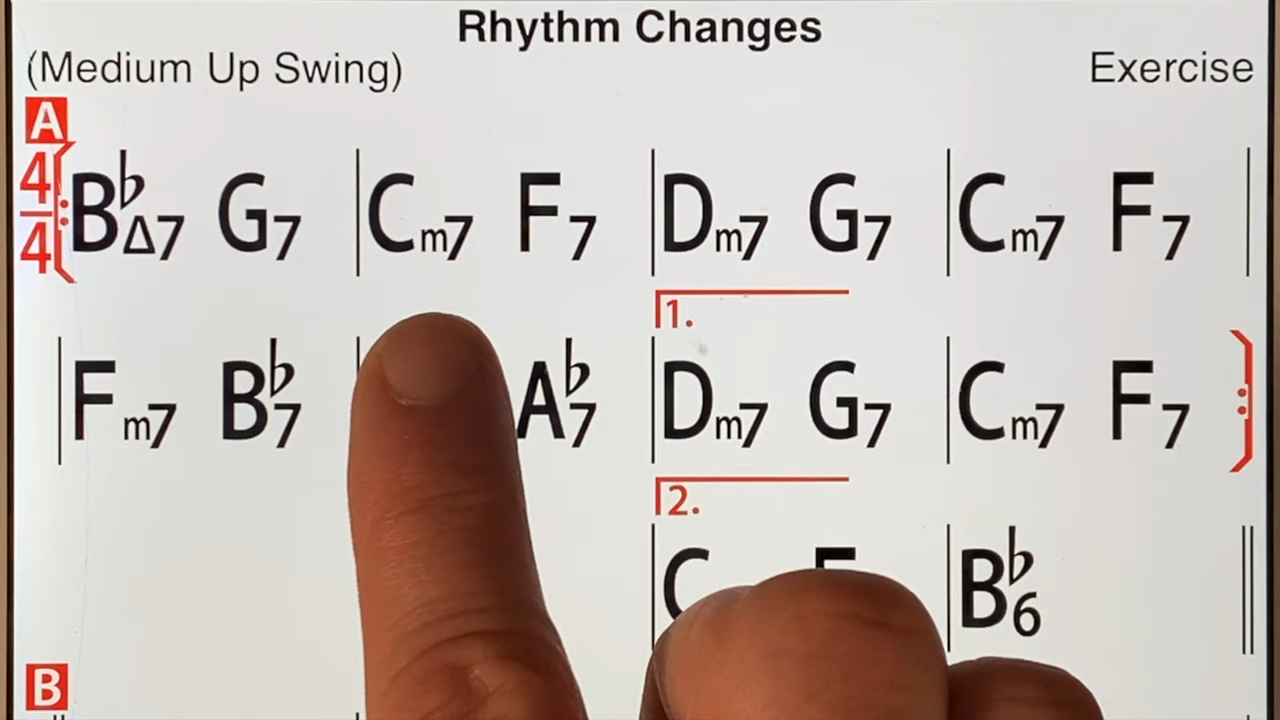 Rhythm Changes
(Medium Up Swing) Exercise
A
4/4 B♭Δ7 G7 | Cm7 F7 | Dm7 G7 | Cm7 F7 |
1.
| Fm7 B♭7 | A♭7 | Dm7 G7 | Cm7 F7
2.
| C | B♭6
B